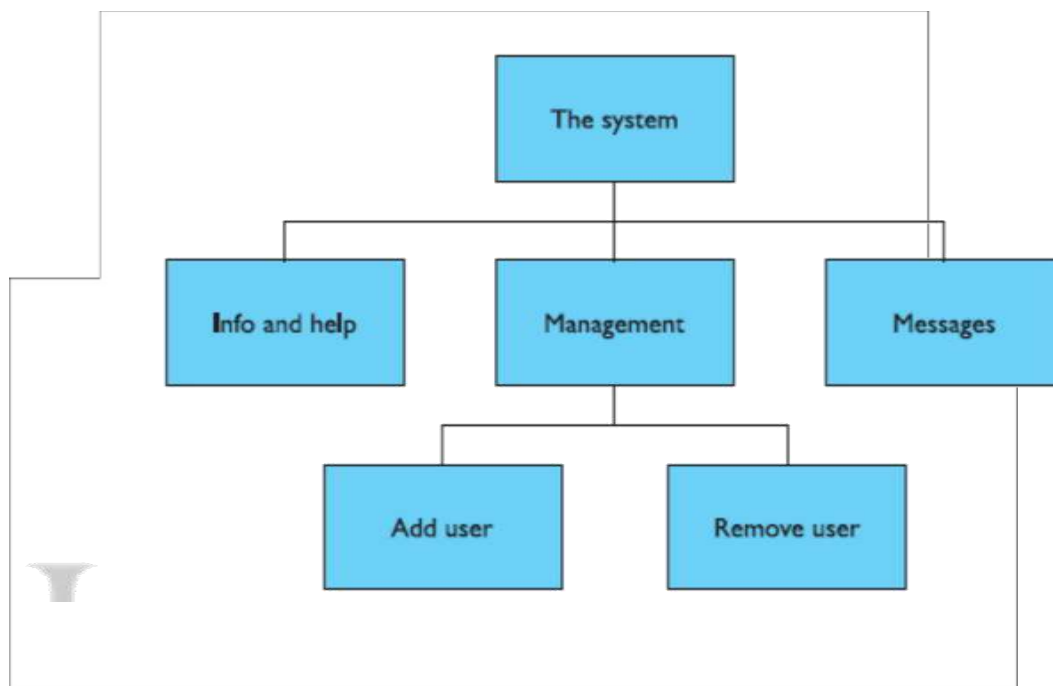 The system
Info and help
Management
Messages
Add user
Remove user